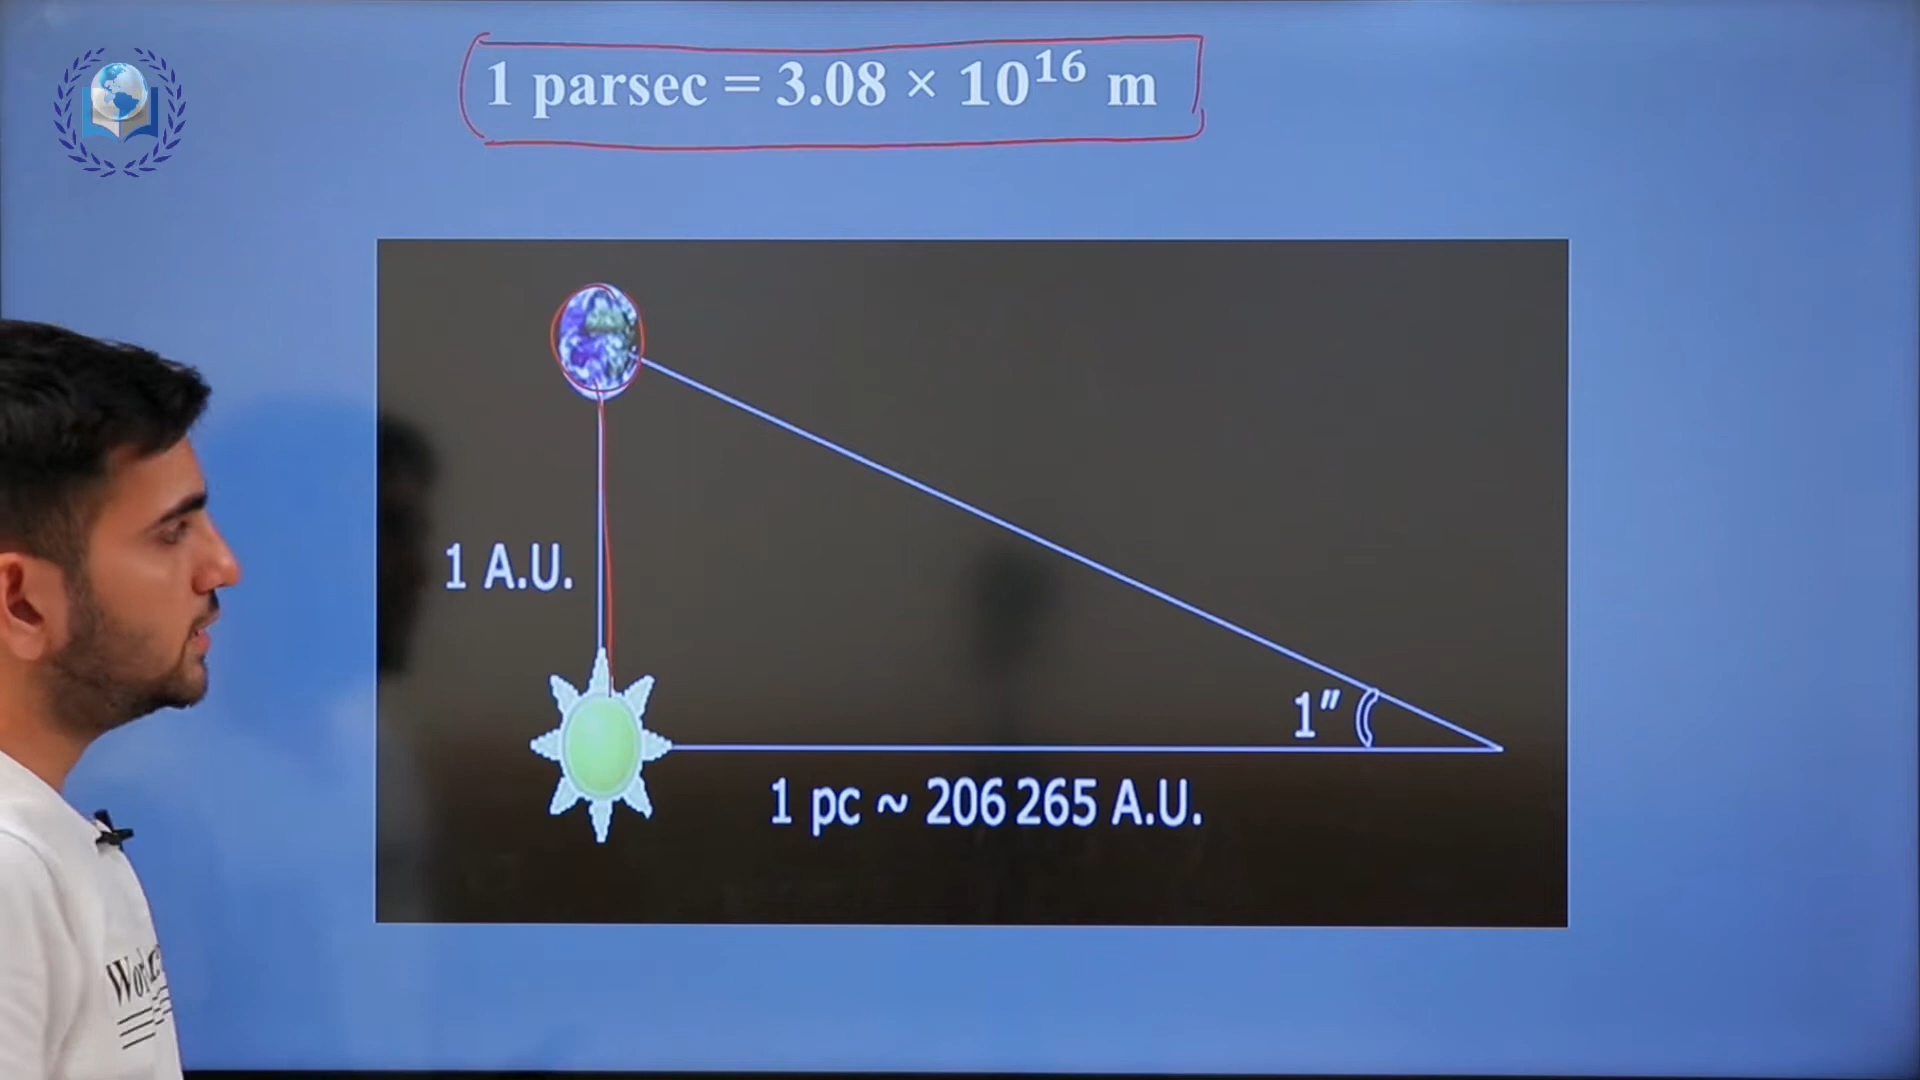 1 parsec = 3.08 × 10¹⁶ m
1 A.U.
1″
1 pc ~ 206 265 A.U.